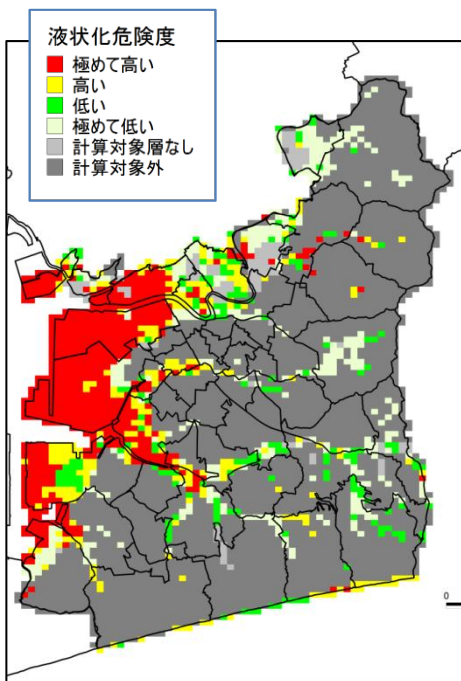 液状化危険度
極めて高い
高い
低い
極めて低い
計算対象層なし
計算対象外
0